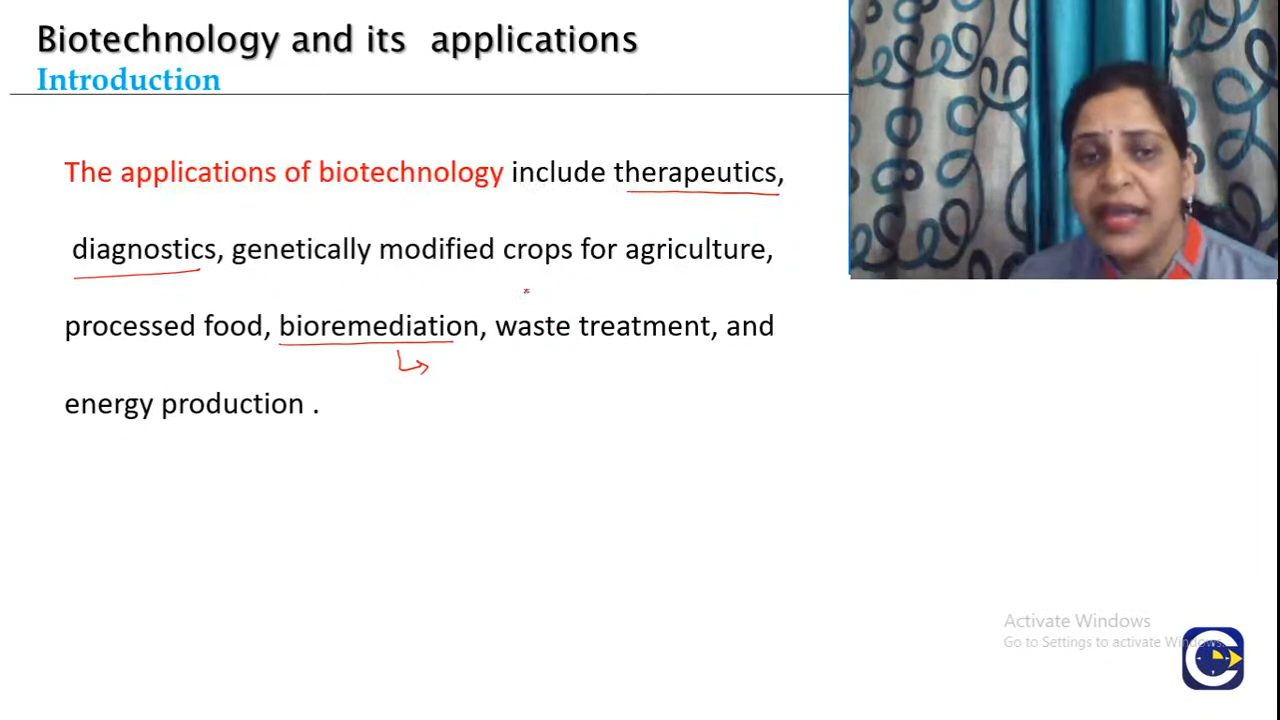 Biotechnology and its applications
Introduction
The applications of biotechnology include therapeutics,
diagnostics, genetically modified crops for agriculture,
processed food, bioremediation, waste treatment, and
energy production .
Activate Windows
Go to Settings to activate Windows.